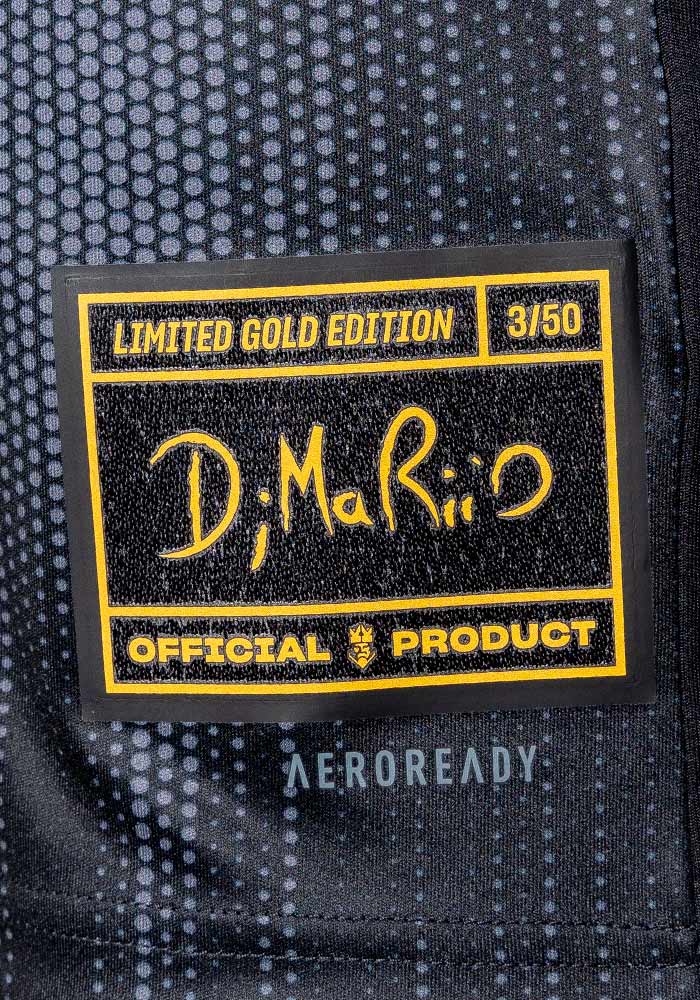 LIMITED GOLD EDITION 3/50
DjMaRiio
OFFICIAL PRODUCT
AEROREADY